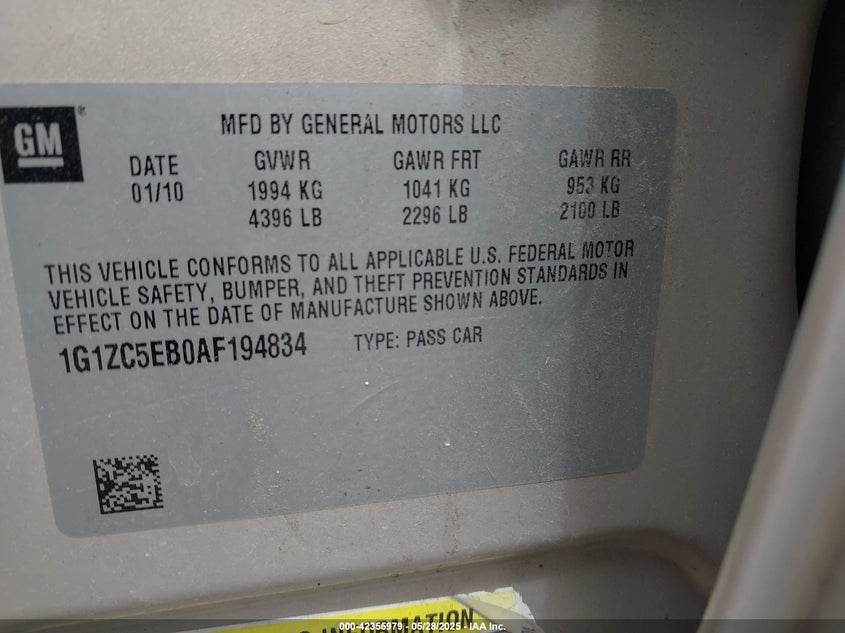 GM
®
MFD BY GENERAL MOTORS LLC
DATE GVWR GAWR FRT GAWR RR
01/10 1994 KG 1041 KG 953 KG
4396 LB 2296 LB 2100 LB
THIS VEHICLE CONFORMS TO ALL APPLICABLE U.S. FEDERAL MOTOR
VEHICLE SAFETY, BUMPER, AND THEFT PREVENTION STANDARDS IN
EFFECT ON THE DATE OF MANUFACTURE SHOWN ABOVE.
1G1ZC5EB0AF194834 TYPE: PASS CAR
INFORMATION
000-42355979 - 05/28/2025 - IAA Inc.